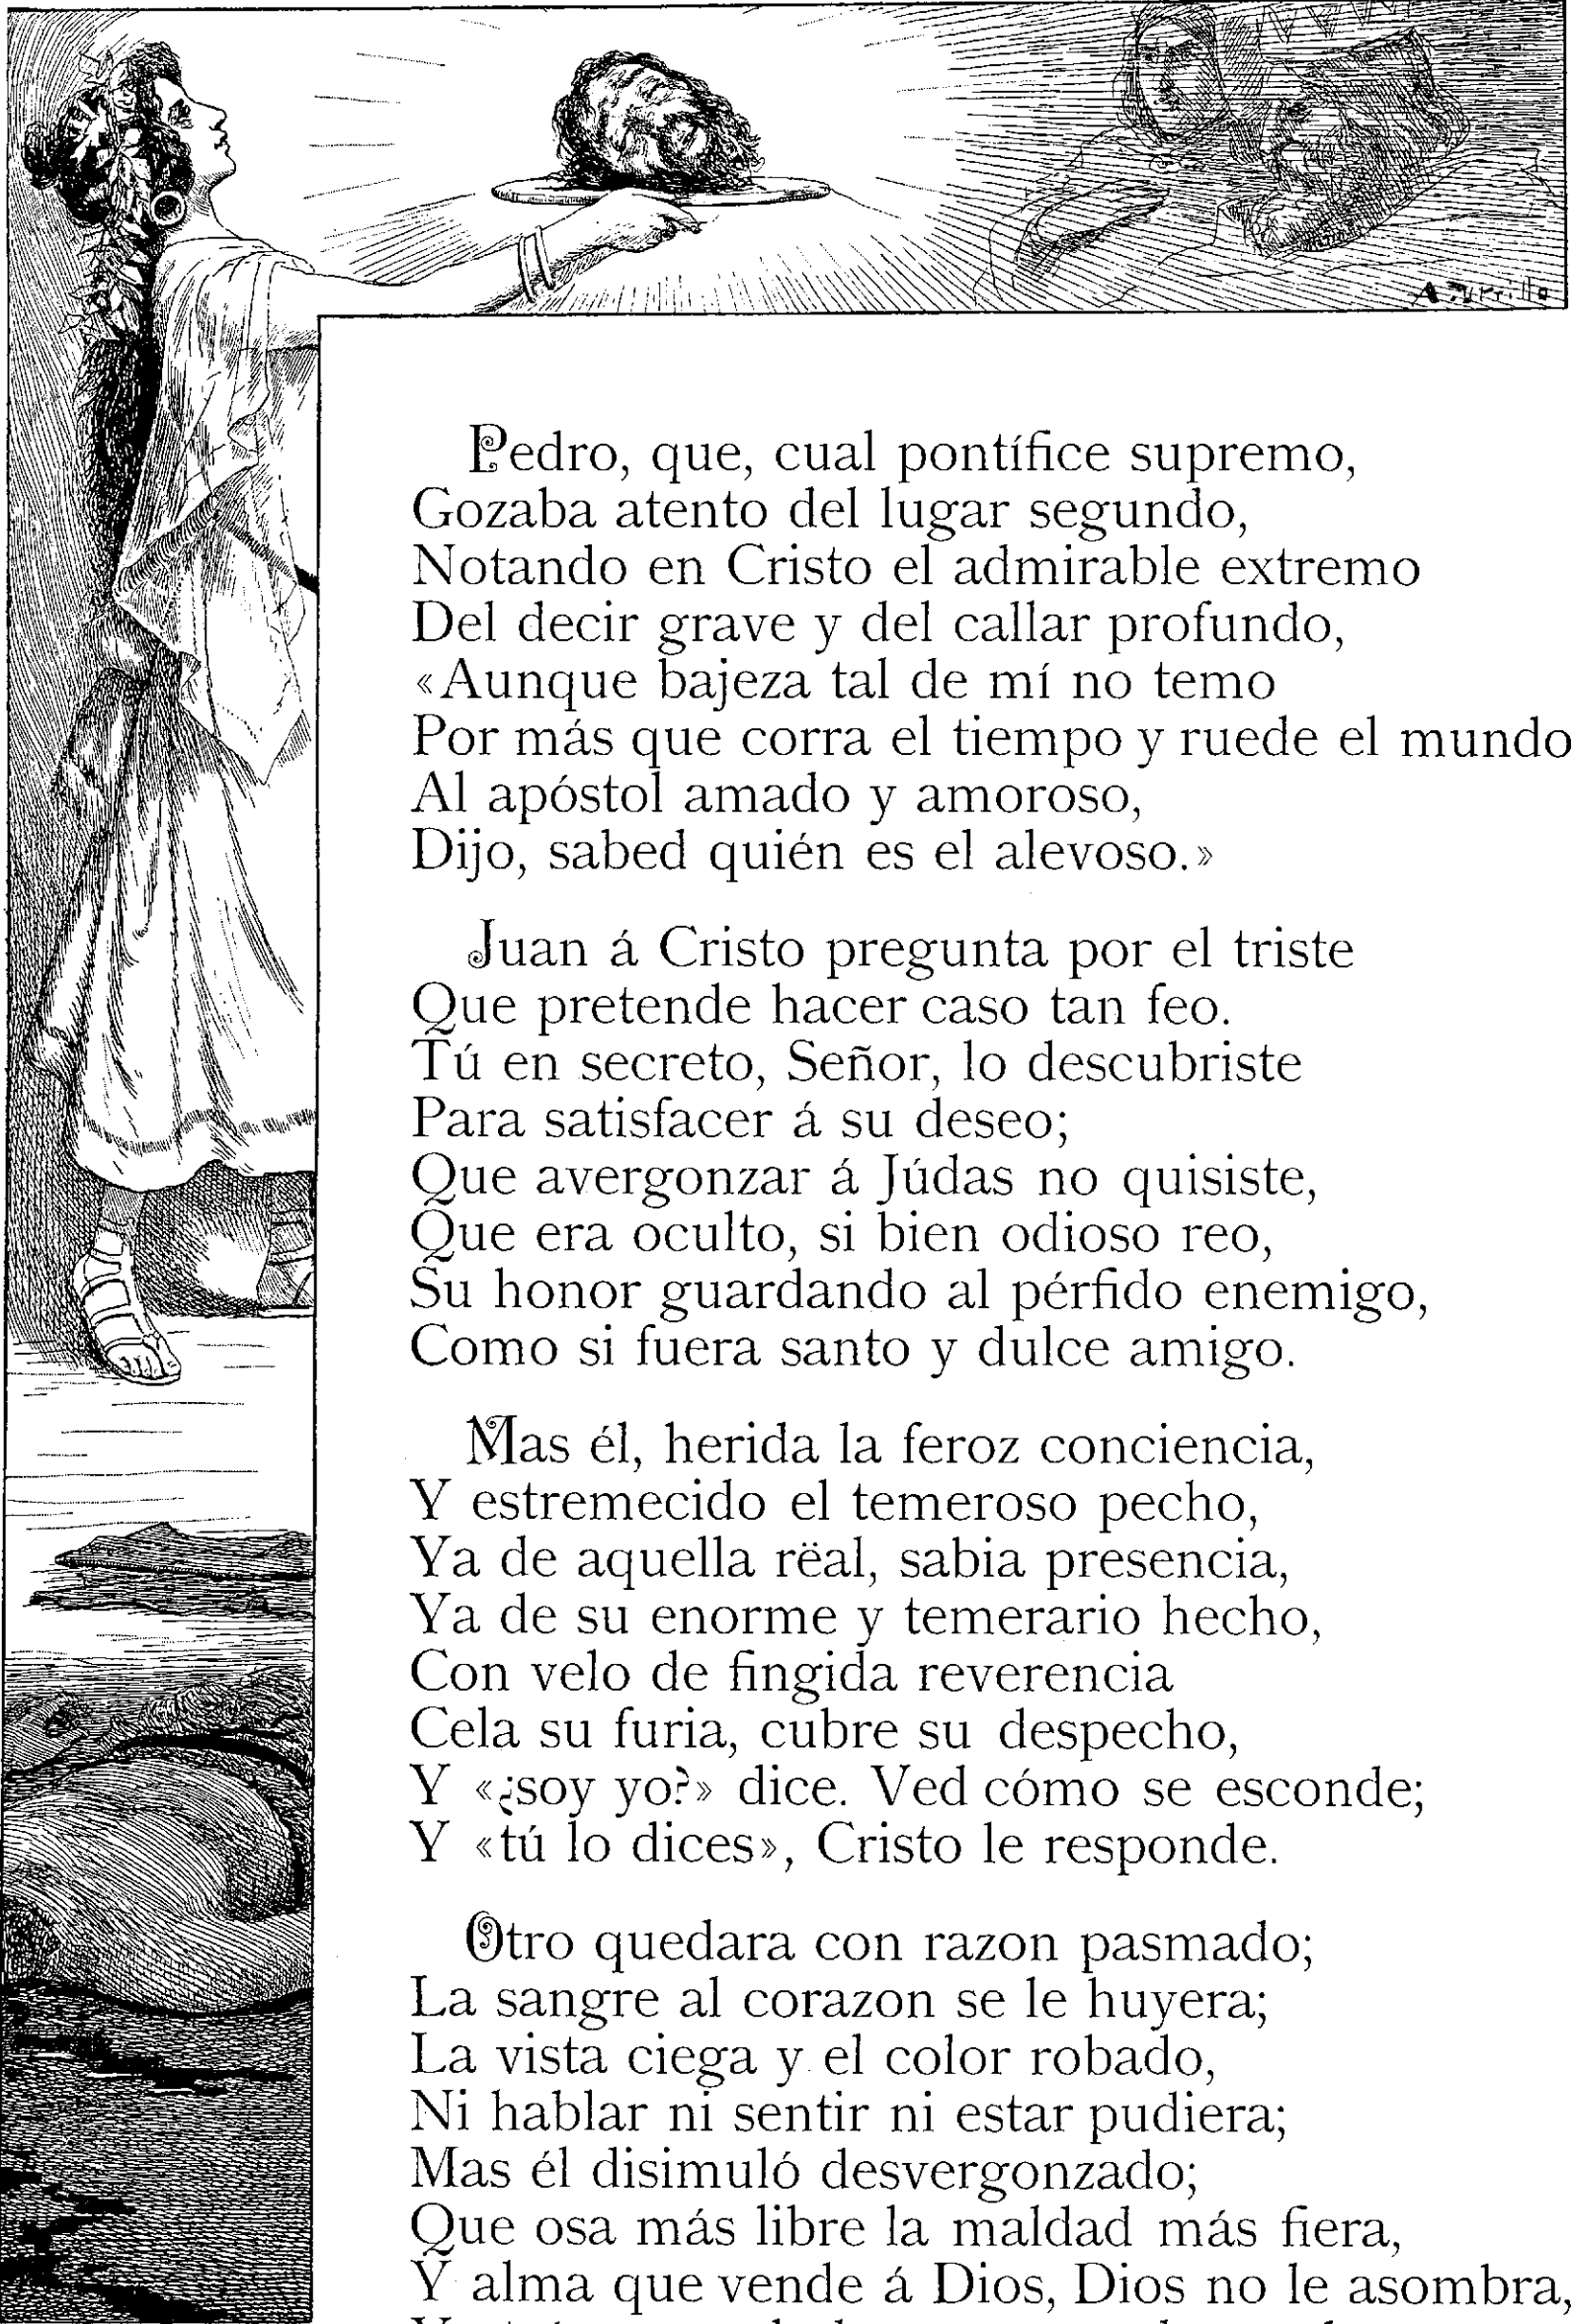 Pedro, que, cual pontífice supremo,
Gozaba atento del lugar segundo,
Notando en Cristo el admirable extremo
Del decir grave y del callar profundo,
«Aunque bajeza tal de mí no temo
Por más que corra el tiempo y ruede el mundo
Al apóstol amado y amoroso,
Dijo, sabed quién es el alevoso.»
Juan á Cristo pregunta por el triste
Que pretende hacer caso tan feo.
Tú en secreto, Señor, lo descubriste
Para satisfacer á su deseo;
Que avergonzar á Júdas no quisiste,
Que era oculto, si bien odioso reo,
Su honor guardando al pérfido enemigo,
Como si fuera santo y dulce amigo.
Mas él, herida la feroz conciencia,
Y estremecido el temeroso pecho,
Ya de aquella rëal, sabia presencia,
Ya de su enorme y temerario hecho,
Con velo de fingida reverencia
Cela su furia, cubre su despecho,
Y «¿soy yo?» dice. Ved cómo se esconde;
Y «tú lo dices», Cristo le responde.
Otro quedara con razon pasmado;
La sangre al corazon se le huyera;
La vista ciega y el color robado,
Ni hablar ni sentir ni estar pudiera;
Mas él disimuló desvergonzado;
Que osa más libre la maldad más fiera,
Y alma que vende á Dios, Dios no le asombra,